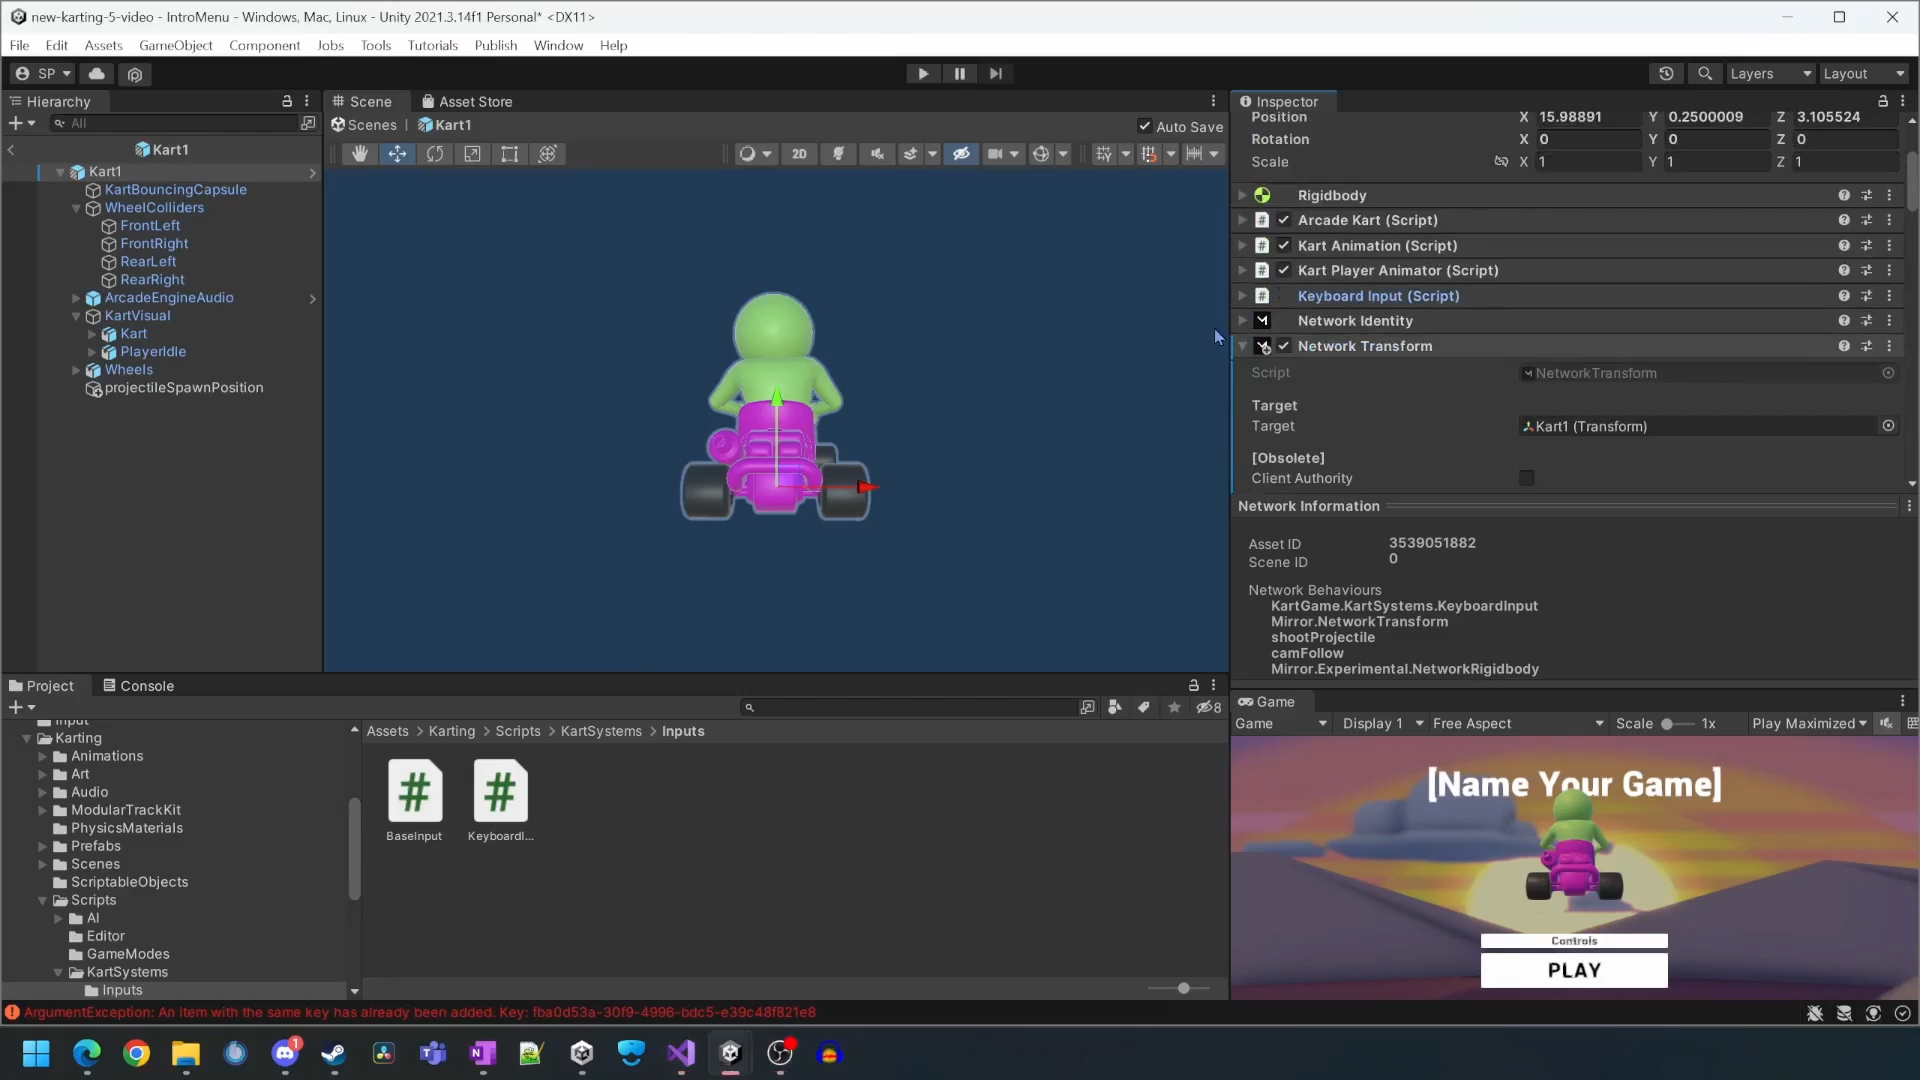 new-karting-5-video - IntroMenu - Windows, Mac, Linux - Unity 2021.3.14f1 Personal* <DX11>
File Edit Assets GameObject Component Jobs Tools Tutorials Publish Window Help
SP Layers Layout
Hierarchy
All
Kart1
Kart1
KartBouncingCapsule
WheelColliders
FrontLeft
FrontRight
RearLeft
RearRight
ArcadeEngineAudio
KartVisual
Kart
PlayerIdle
Wheels
projectileSpawnPosition
Scene Asset Store
Scenes | Kart1 Auto Save
2D
Inspector
Position X 15.98891 Y 0.2500009 Z 3.105524
Rotation X 0 Y 0 Z 0
Scale X 1 Y 1 Z 1
Rigidbody
Arcade Kart (Script)
Kart Animation (Script)
Kart Player Animator (Script)
Keyboard Input (Script)
Network Identity
Network Transform
Script NetworkTransform
Target
Target Kart1 (Transform)
[Obsolete]
Client Authority
Network Information
Asset ID 3539051882
Scene ID 0
Network Behaviours
KartGame.KartSystems.KeyboardInput
Mirror.NetworkTransform
shootProjectile
camFollow
Mirror.Experimental.NetworkRigidbody
Project Console
8
Input
Karting
Animations
Art
Audio
ModularTrackKit
PhysicsMaterials
Prefabs
Scenes
ScriptableObjects
Scripts
AI
Editor
GameModes
KartSystems
Inputs
Assets > Karting > Scripts > KartSystems > Inputs
BaseInput KeyboardI...
Game
Game Display 1 Free Aspect Scale 1x Play Maximized
[Name Your Game]
Controls
PLAY
ArgumentException: An item with the same key has already been added. Key: fba0d53a-30f9-4996-bdc5-e39c48f821e8
1